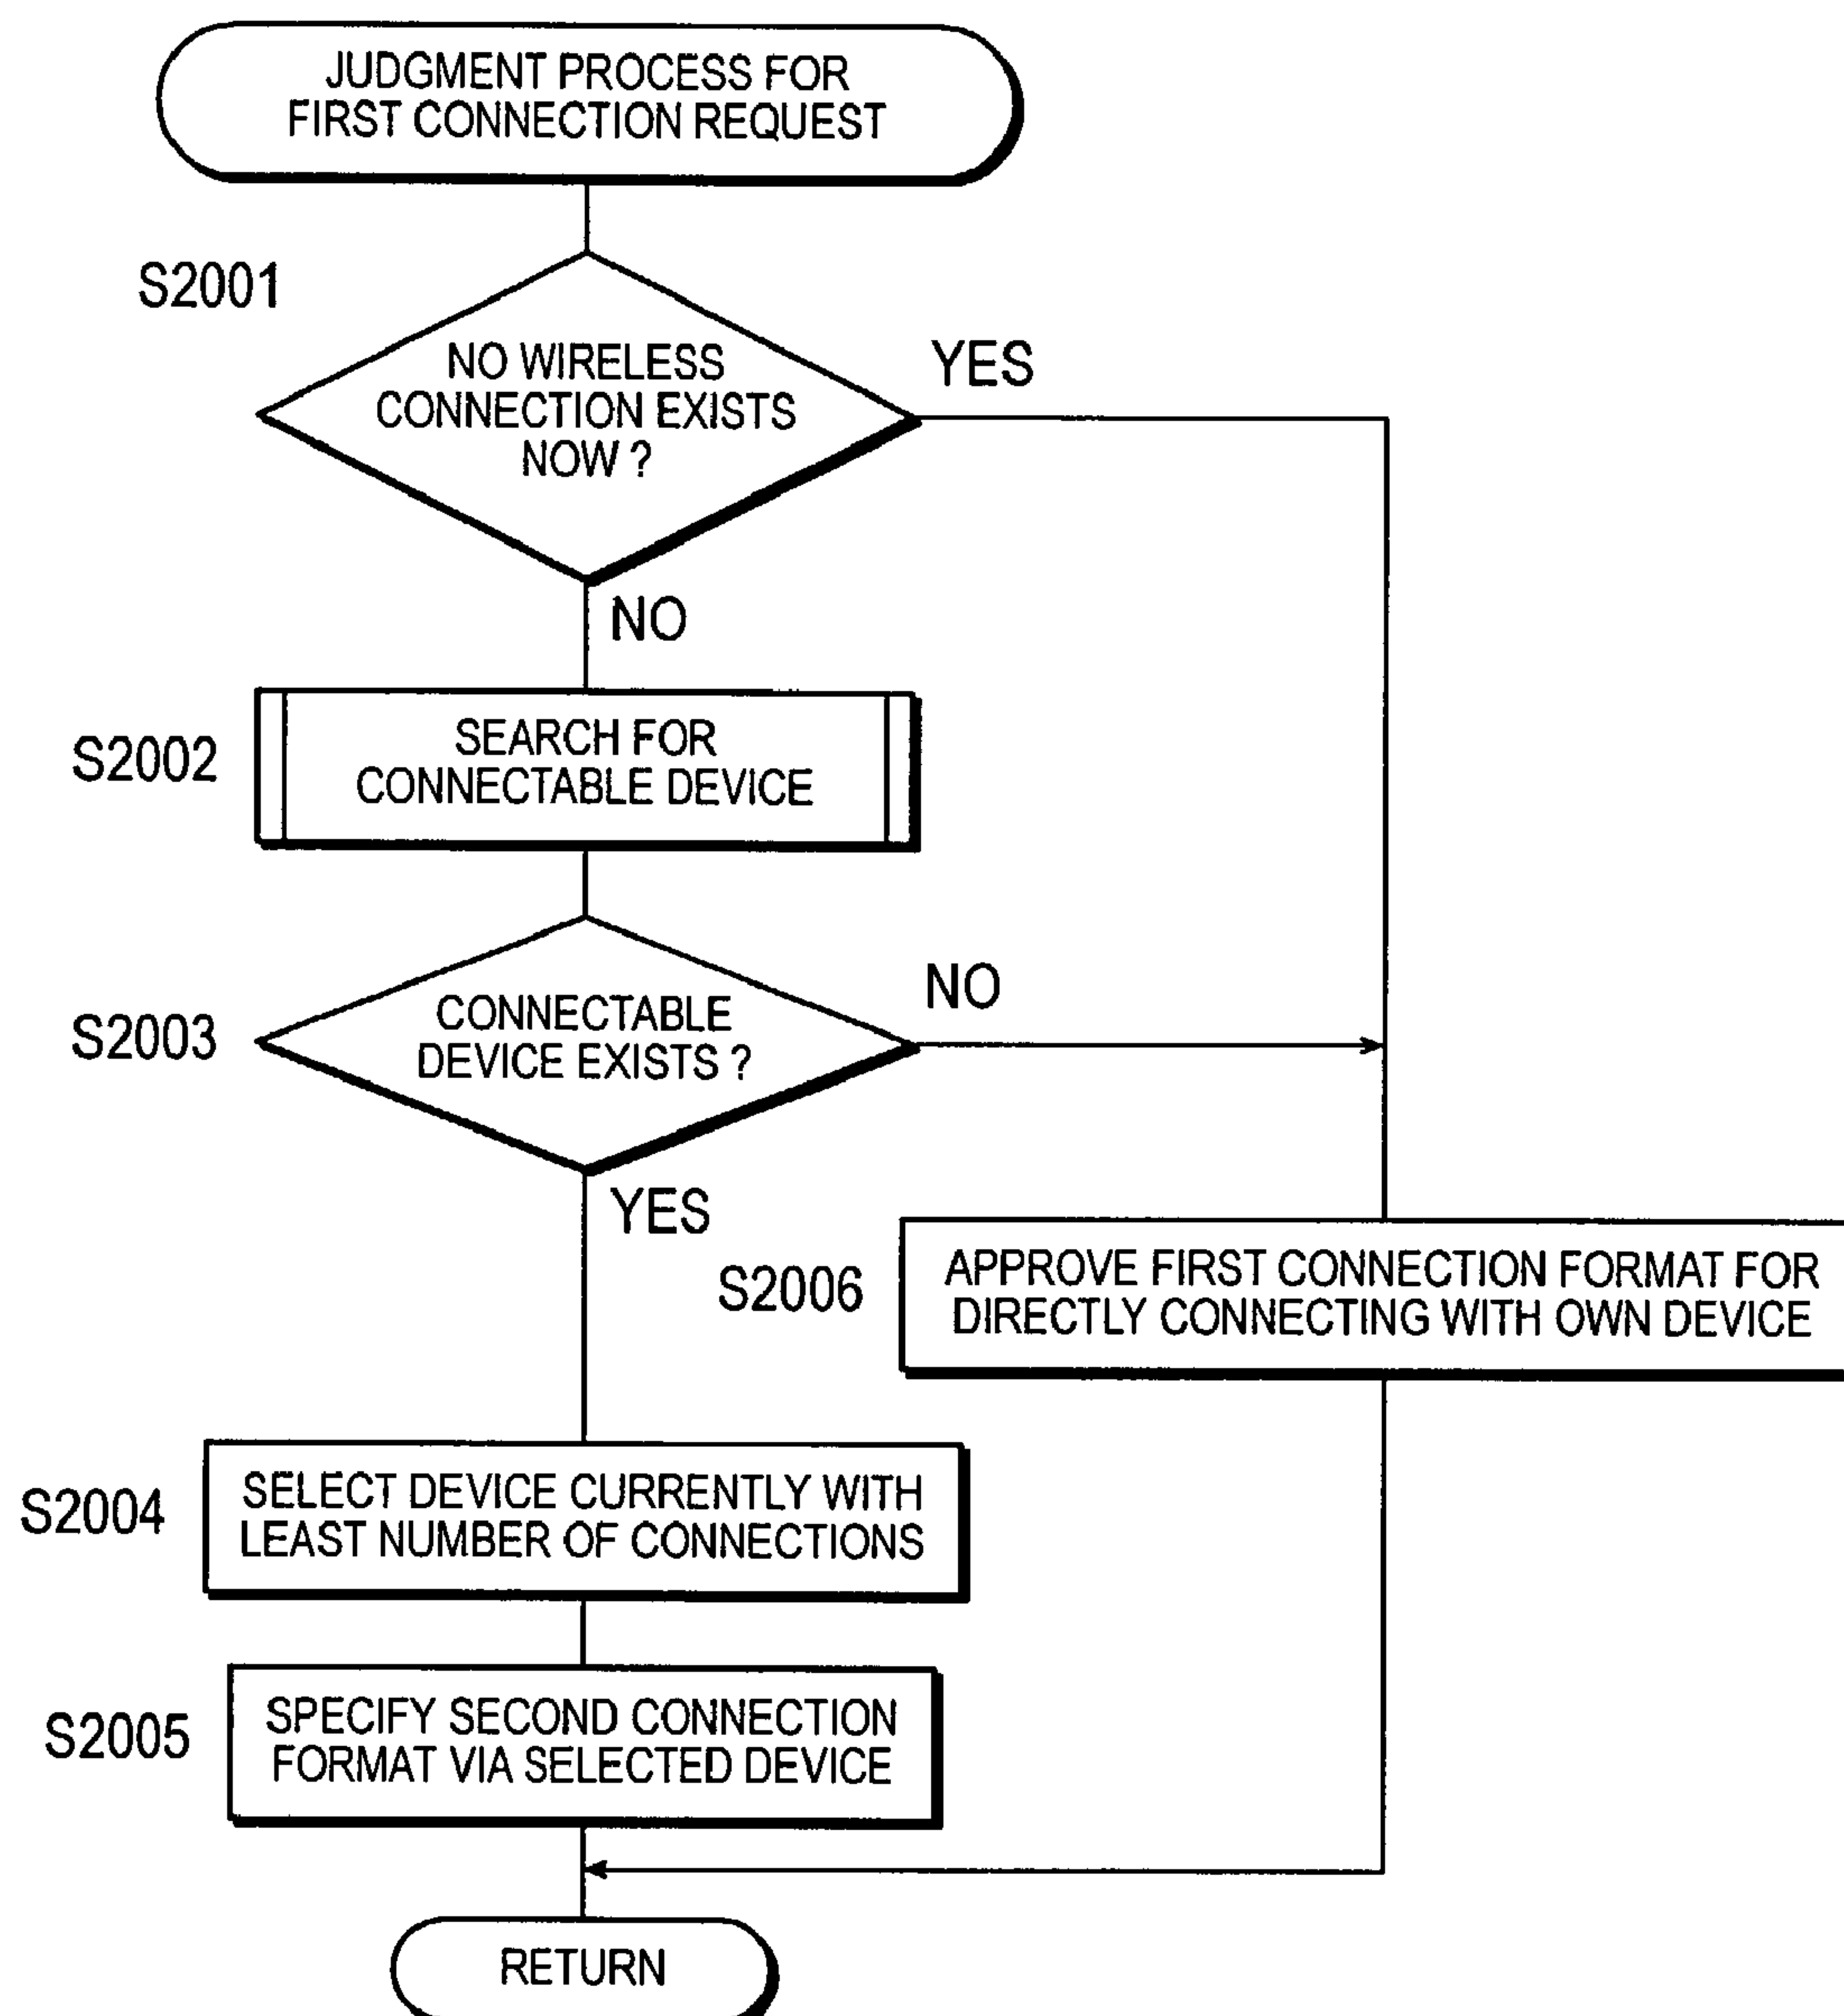 JUDGMENT PROCESS FOR
FIRST CONNECTION REQUEST
S2001
NO WIRELESS
CONNECTION EXISTS
NOW ?
YES
NO
S2002
SEARCH FOR
CONNECTABLE DEVICE
S2003
CONNECTABLE
DEVICE EXISTS ?
NO
YES
S2006
APPROVE FIRST CONNECTION FORMAT FOR
DIRECTLY CONNECTING WITH OWN DEVICE
S2004
SELECT DEVICE CURRENTLY WITH
LEAST NUMBER OF CONNECTIONS
S2005
SPECIFY SECOND CONNECTION
FORMAT VIA SELECTED DEVICE
RETURN